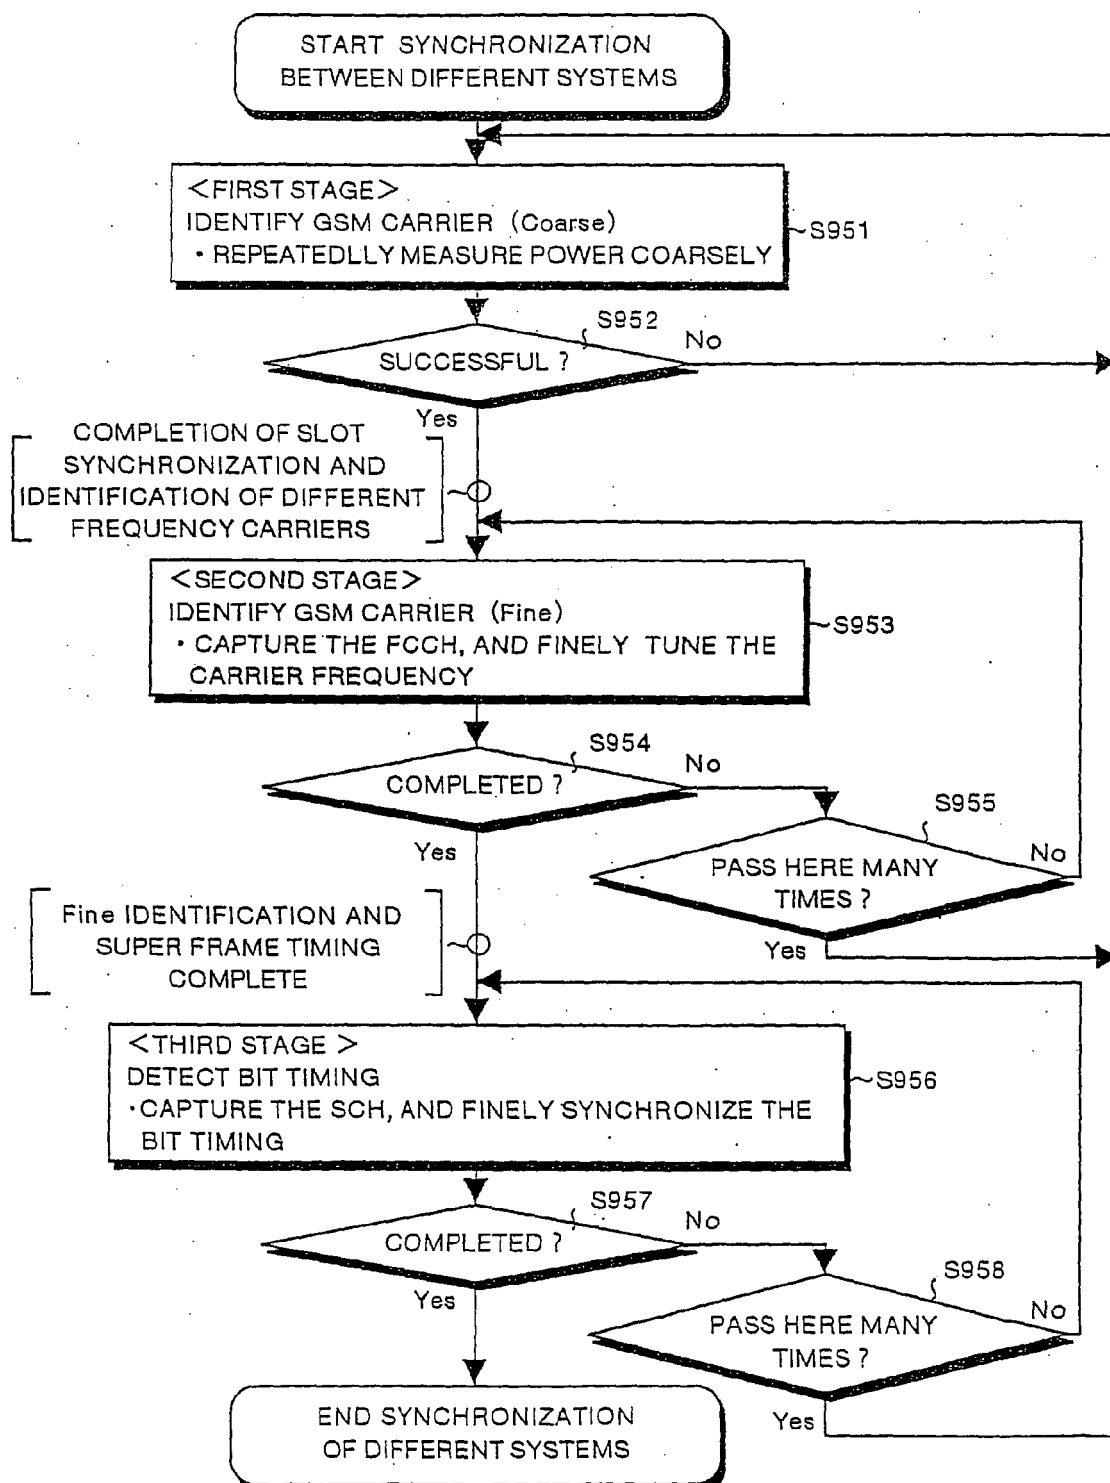 START SYNCHRONIZATION
BETWEEN DIFFERENT SYSTEMS
<FIRST STAGE>
IDENTIFY GSM CARRIER (Coarse)
・REPEATEDLLY MEASURE POWER COARSELY
S951
S952
SUCCESSFUL ?
No
Yes
COMPLETION OF SLOT
SYNCHRONIZATION AND
IDENTIFICATION OF DIFFERENT
FREQUENCY CARRIERS
<SECOND STAGE>
IDENTIFY GSM CARRIER (Fine)
・CAPTURE THE FCCH, AND FINELY TUNE THE
CARRIER FREQUENCY
S953
S954
COMPLETED ?
No
Yes
S955
PASS HERE MANY
TIMES ?
No
Yes
Fine IDENTIFICATION AND
SUPER FRAME TIMING
COMPLETE
<THIRD STAGE >
DETECT BIT TIMING
・CAPTURE THE SCH, AND FINELY SYNCHRONIZE THE
BIT TIMING
S956
S957
COMPLETED ?
No
Yes
S958
PASS HERE MANY
TIMES ?
No
Yes
END SYNCHRONIZATION
OF DIFFERENT SYSTEMS